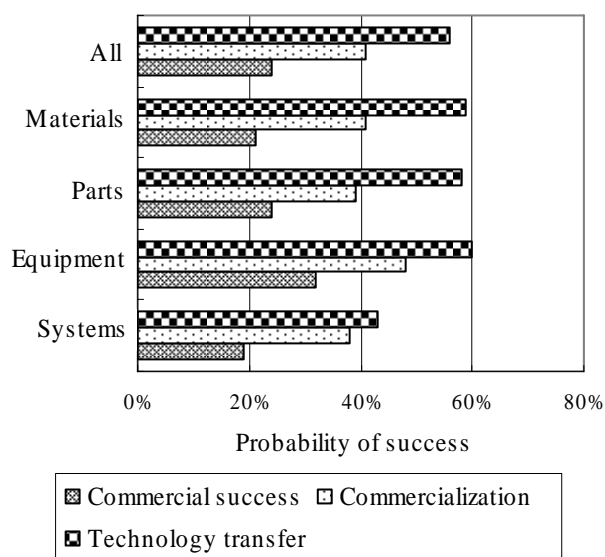 All
Materials
Parts
Equipment
Systems
0% 20% 40% 60% 80%
Probability of success
Commercial success Commercialization
Technology transfer